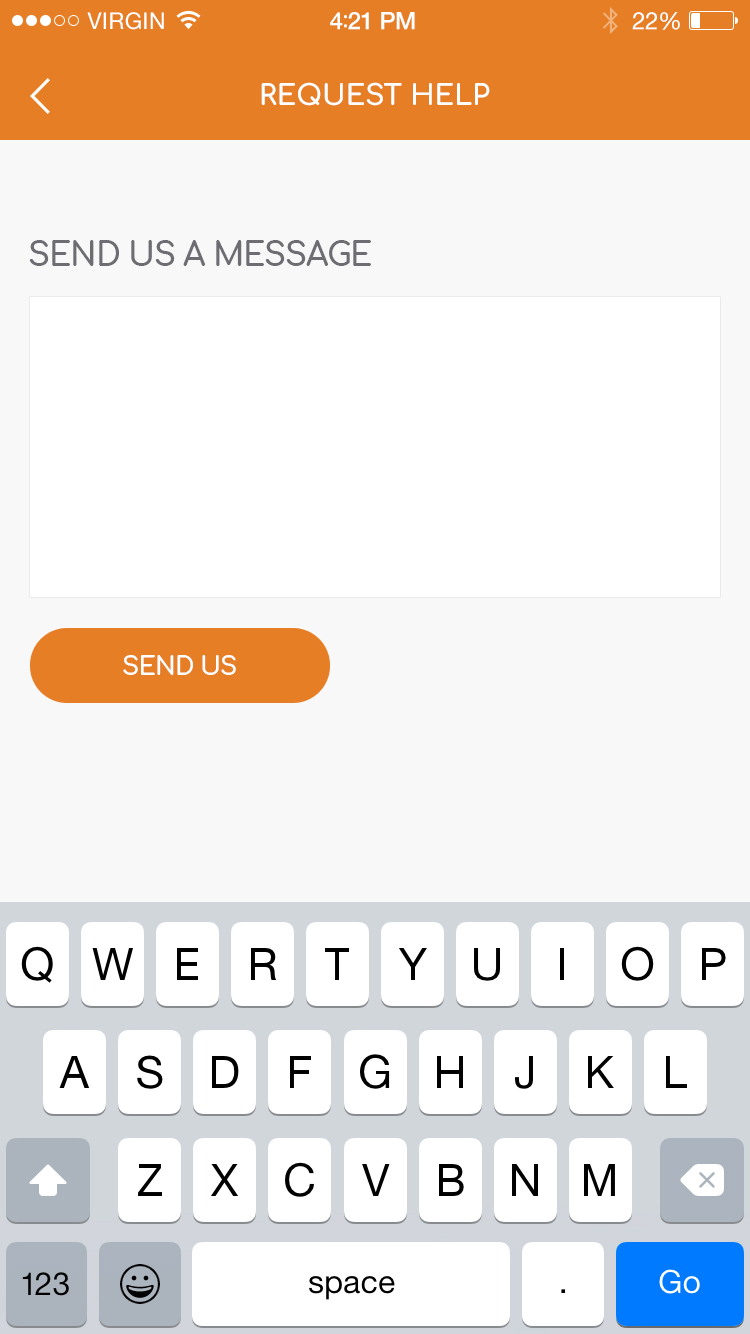 VIRGIN 4:21 PM 22%
REQUEST HELP
SEND US A MESSAGE
SEND US
Q W E R T Y U I O P
A S D F G H J K L
Z X C V B N M
123 space . Go